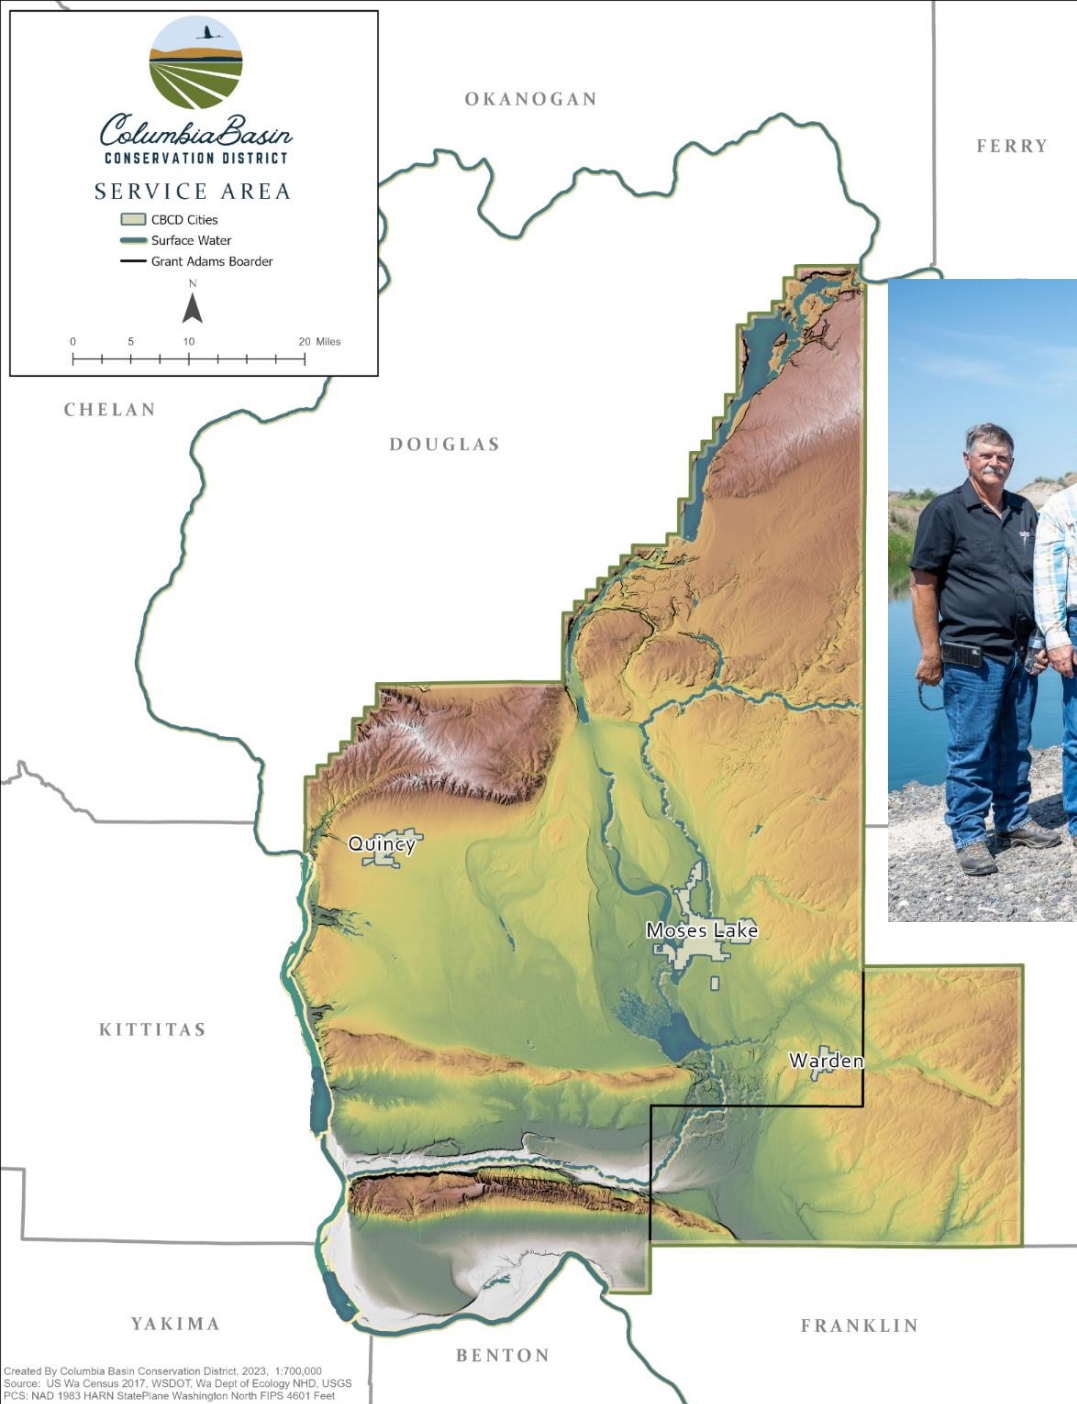 Columbia Basin
CONSERVATION DISTRICT
SERVICE AREA
CBCD Cities
Surface Water
Grant Adams Boarder
N
0 5 10 20 Miles
OKANOGAN
FERRY
CHELAN
DOUGLAS
Quincy
Moses Lake
KITTITAS
Warden
YAKIMA
FRANKLIN
BENTON
Created By Columbia Basin Conservation District, 2023, 1:700,000
Source: US Wa Census 2017, WSDOT, Wa Dept of Ecology NHD, USGS
PCS: NAD 1983 HARN StatePlane Washington North FIPS 4601 Feet